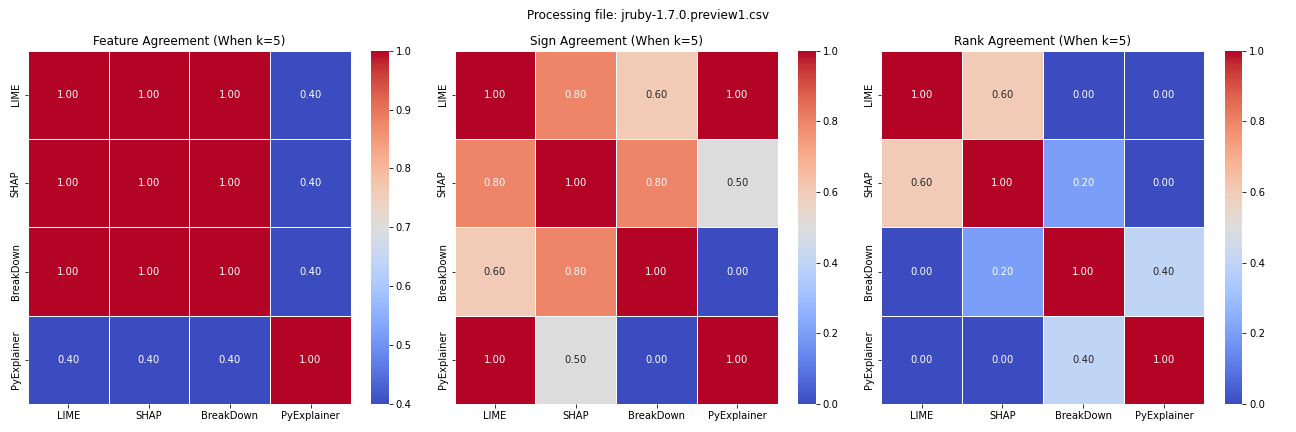 Processing file: jruby-1.7.0.preview1.csv
Feature Agreement (When k=5)
LIME 1.00 1.00 1.00 0.40
SHAP 1.00 1.00 1.00 0.40
BreakDown 1.00 1.00 1.00 0.40
PyExplainer 0.40 0.40 0.40 1.00
LIME SHAP BreakDown PyExplainer
1.0
0.9
0.8
0.7
0.6
0.5
0.4
Sign Agreement (When k=5)
LIME 1.00 0.80 0.60 1.00
SHAP 0.80 1.00 0.80 0.50
BreakDown 0.60 0.80 1.00 0.00
PyExplainer 1.00 0.50 0.00 1.00
LIME SHAP BreakDown PyExplainer
1.0
0.8
0.6
0.4
0.2
0.0
Rank Agreement (When k=5)
LIME 1.00 0.60 0.00 0.00
SHAP 0.60 1.00 0.20 0.00
BreakDown 0.00 0.20 1.00 0.40
PyExplainer 0.00 0.00 0.40 1.00
LIME SHAP BreakDown PyExplainer
1.0
0.8
0.6
0.4
0.2
0.0